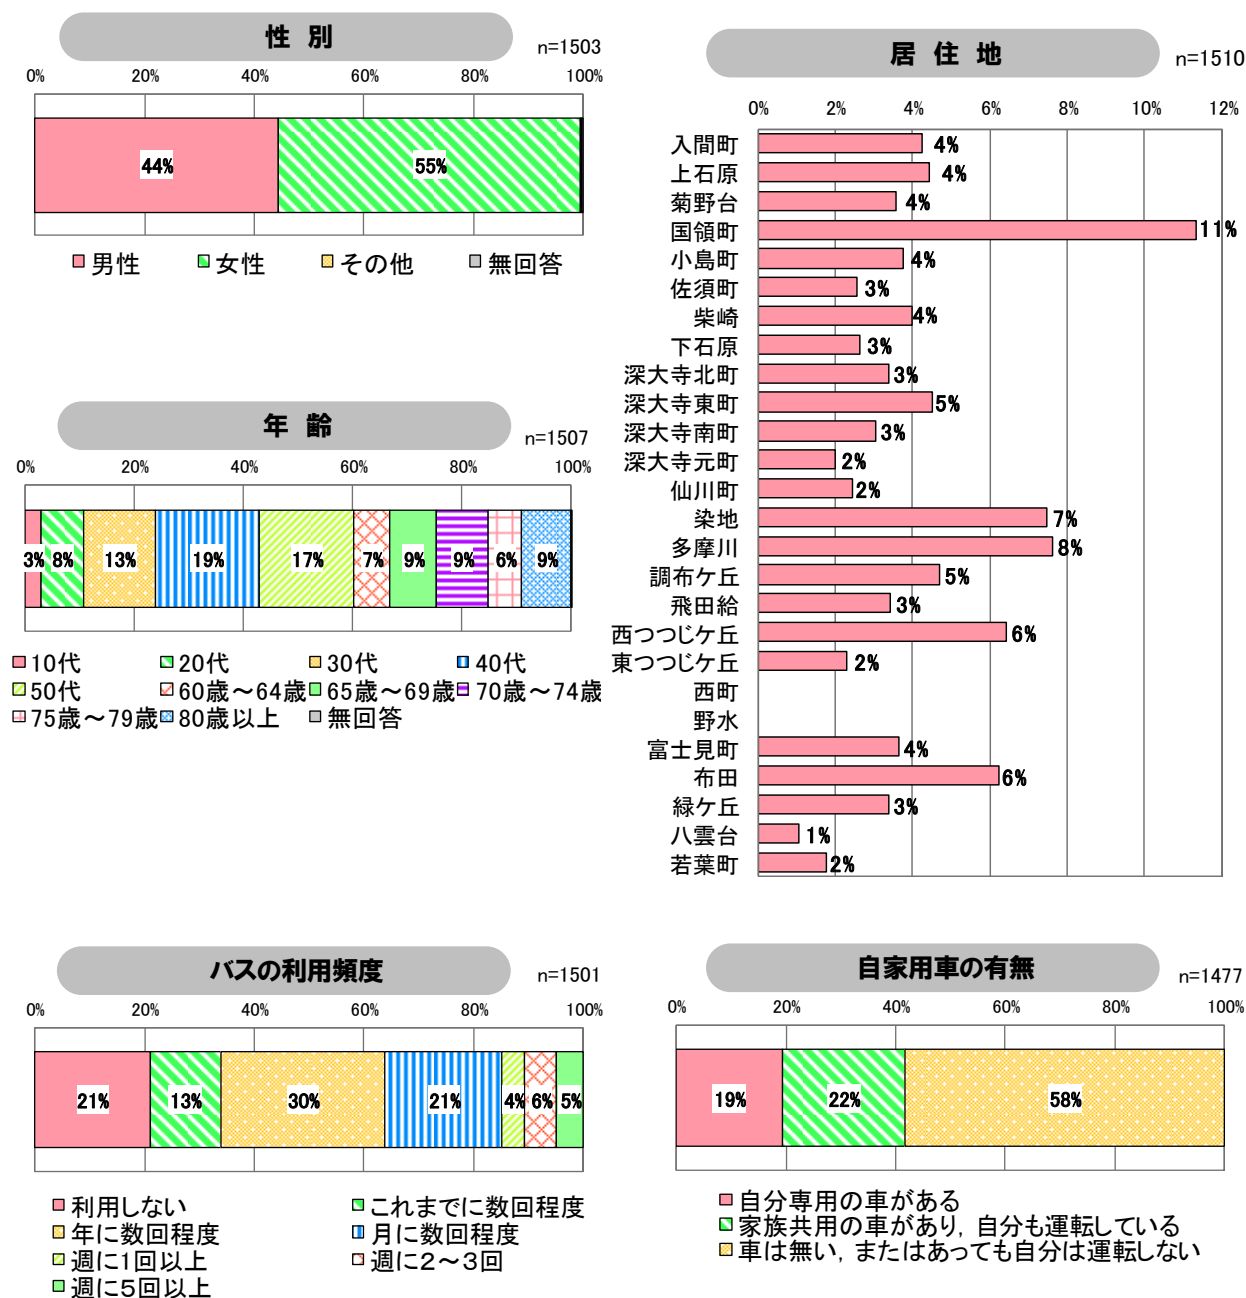 性 別
n=1503
0% 20% 40% 60% 80% 100%
44% 55%
男性 女性 その他 無回答
年 齢
n=1507
0% 20% 40% 60% 80% 100%
3% 8% 13% 19% 17% 7% 9% 9% 6% 9%
10代 20代 30代 40代
50代 60歳～64歳 65歳～69歳 70歳～74歳
75歳～79歳 80歳以上 無回答
居 住 地
n=1510
0% 2% 4% 6% 8% 10% 12%
入間町 4%
上石原 4%
菊野台 4%
国領町 11%
小島町 4%
佐須町 3%
柴崎 4%
下石原 3%
深大寺北町 3%
深大寺東町 5%
深大寺南町 3%
深大寺元町 2%
仙川町 2%
染地 7%
多摩川 8%
調布ケ丘 5%
飛田給 3%
西つつじケ丘 6%
東つつじケ丘 2%
西町
野水
富士見町 4%
布田 6%
緑ケ丘 3%
八雲台 1%
若葉町 2%
バスの利用頻度
n=1501
0% 20% 40% 60% 80% 100%
21% 13% 30% 21% 4% 6% 5%
利用しない これまでに数回程度
年に数回程度 月に数回程度
週に1回以上 週に2～3回
週に5回以上
自家用車の有無
n=1477
0% 20% 40% 60% 80% 100%
19% 22% 58%
自分専用の車がある
家族共用の車があり，自分も運転している
車は無い，またはあっても自分は運転しない